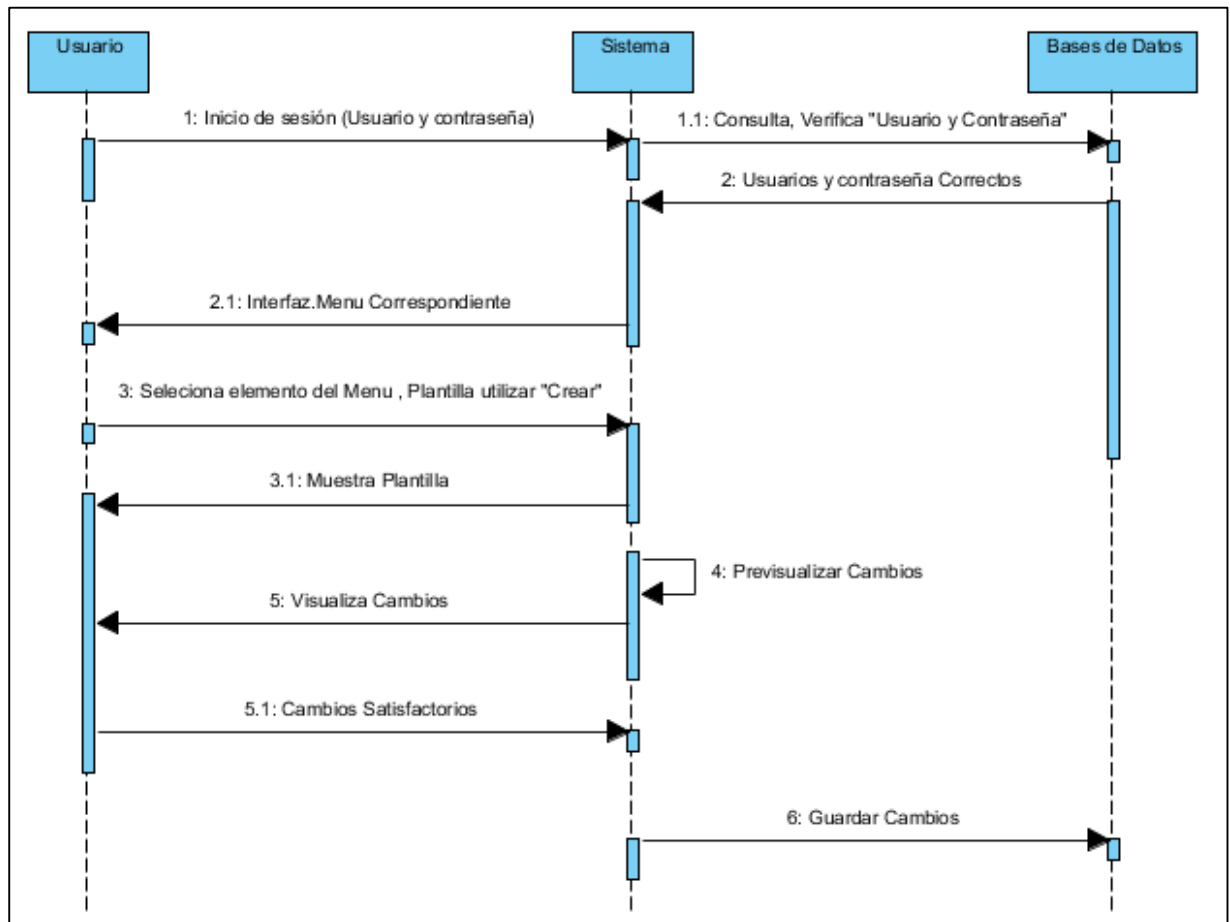 Usuario
Sistema
Bases de Datos
1: Inicio de sesión (Usuario y contraseña)
1.1: Consulta, Verifica "Usuario y Contraseña"
2: Usuarios y contraseña Correctos
2.1: Interfaz.Menu Correspondiente
3: Seleciona elemento del Menu , Plantilla utilizar "Crear"
3.1: Muestra Plantilla
4: Previsualizar Cambios
5: Visualiza Cambios
5.1: Cambios Satisfactorios
6: Guardar Cambios